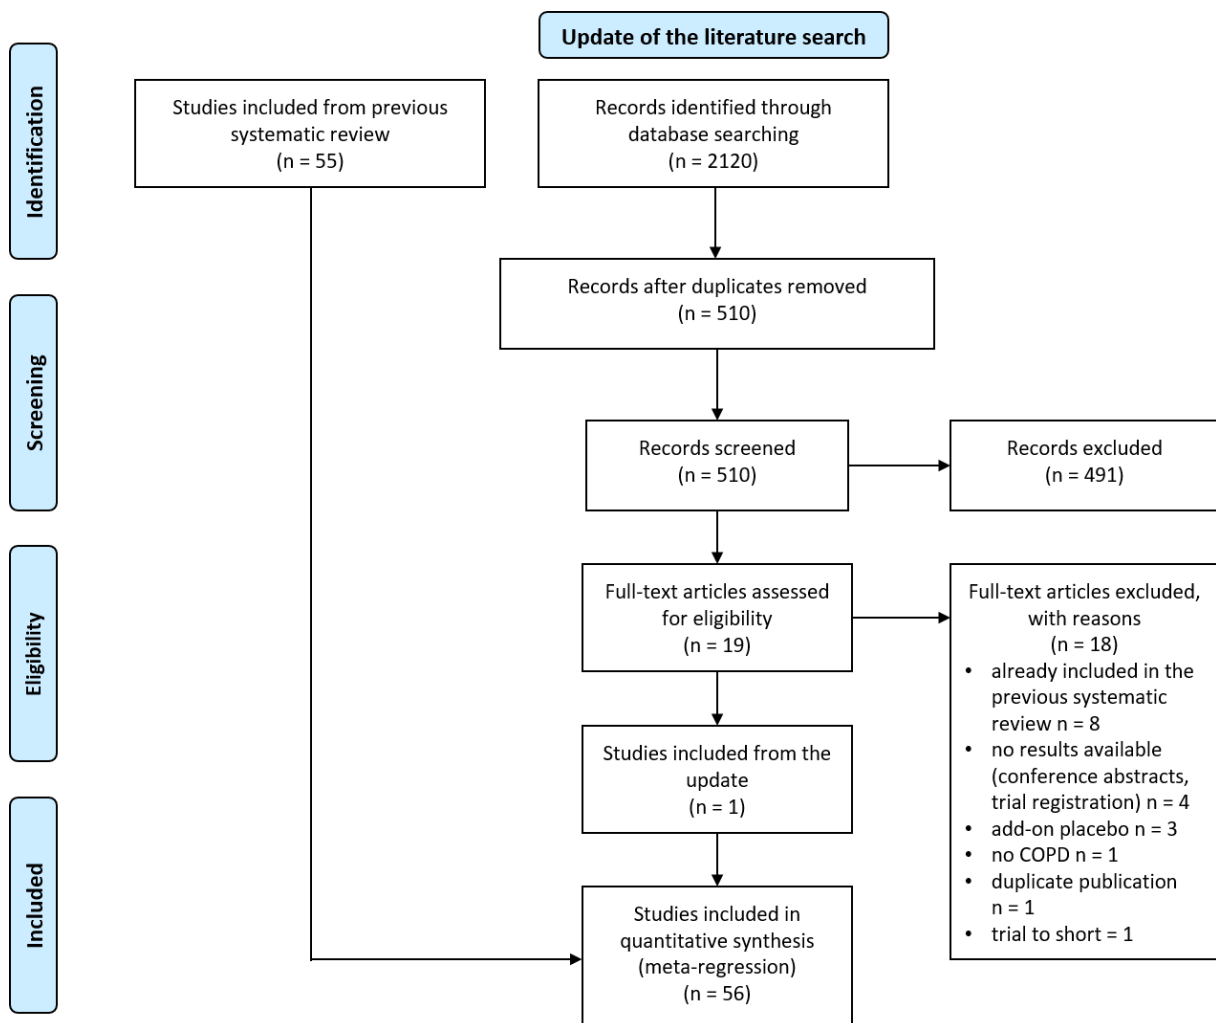 Update of the literature search
Identification
Studies included from previous
systematic review
(n = 55)
Records identified through
database searching
(n = 2120)
Records after duplicates removed
(n = 510)
Screening
Records screened
(n = 510)
Records excluded
(n = 491)
Eligibility
Full-text articles assessed
for eligibility
(n = 19)
Full-text articles excluded,
with reasons
(n = 18)
• already included in the
previous systematic
review n = 8
• no results available
(conference abstracts,
trial registration) n = 4
• add-on placebo n = 3
• no COPD n = 1
• duplicate publication
n = 1
• trial to short = 1
Studies included from the
update
(n = 1)
Included
Studies included in
quantitative synthesis
(meta-regression)
(n = 56)